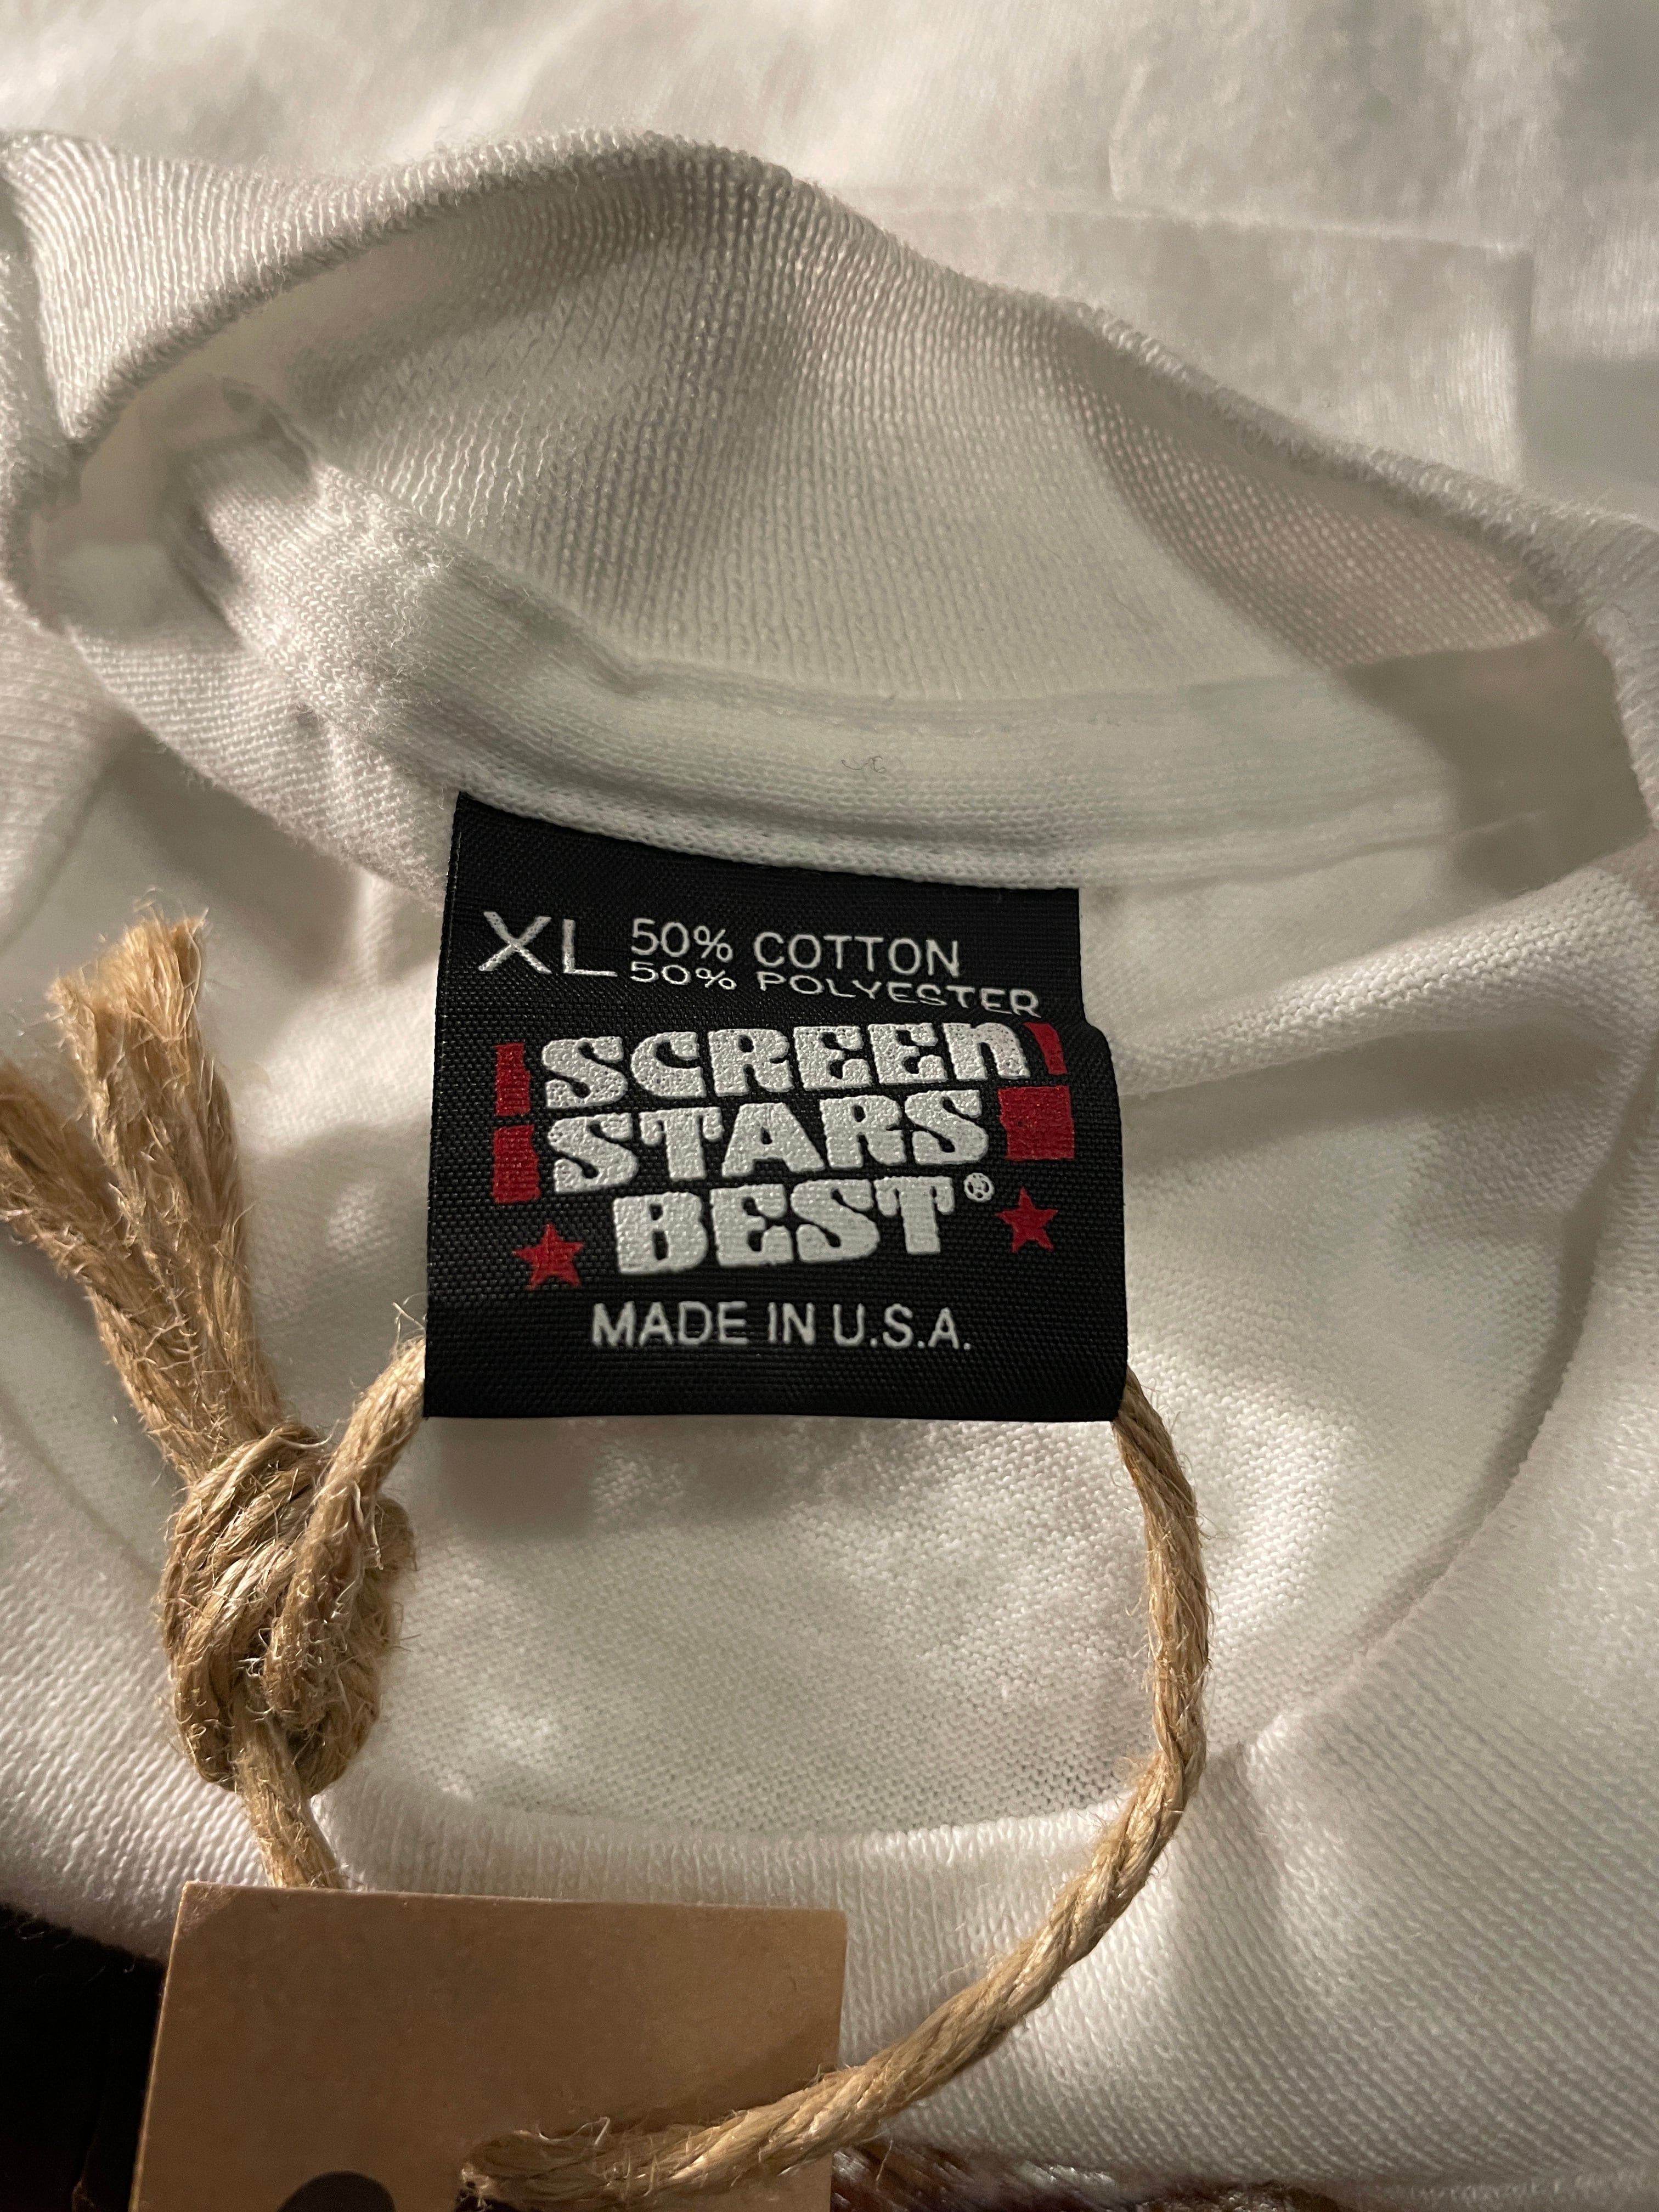 XL 50% COTTON
50% POLYESTER
SCREEn
STARS
BEST®
MADE IN U.S.A.